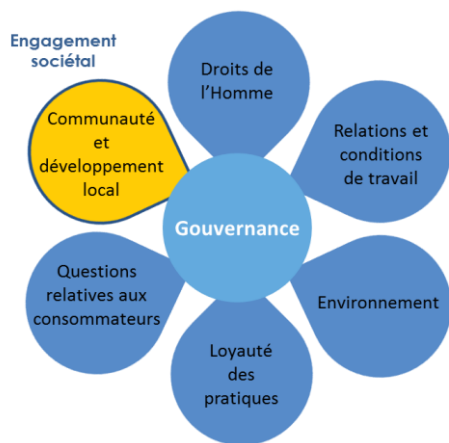 Engagement
sociétal
Droits de
l'Homme
Communauté
et
développement
local
Relations et
conditions
de travail
Gouvernance
Questions
relatives aux
consommateurs
Environnement
Loyauté
des
pratiques